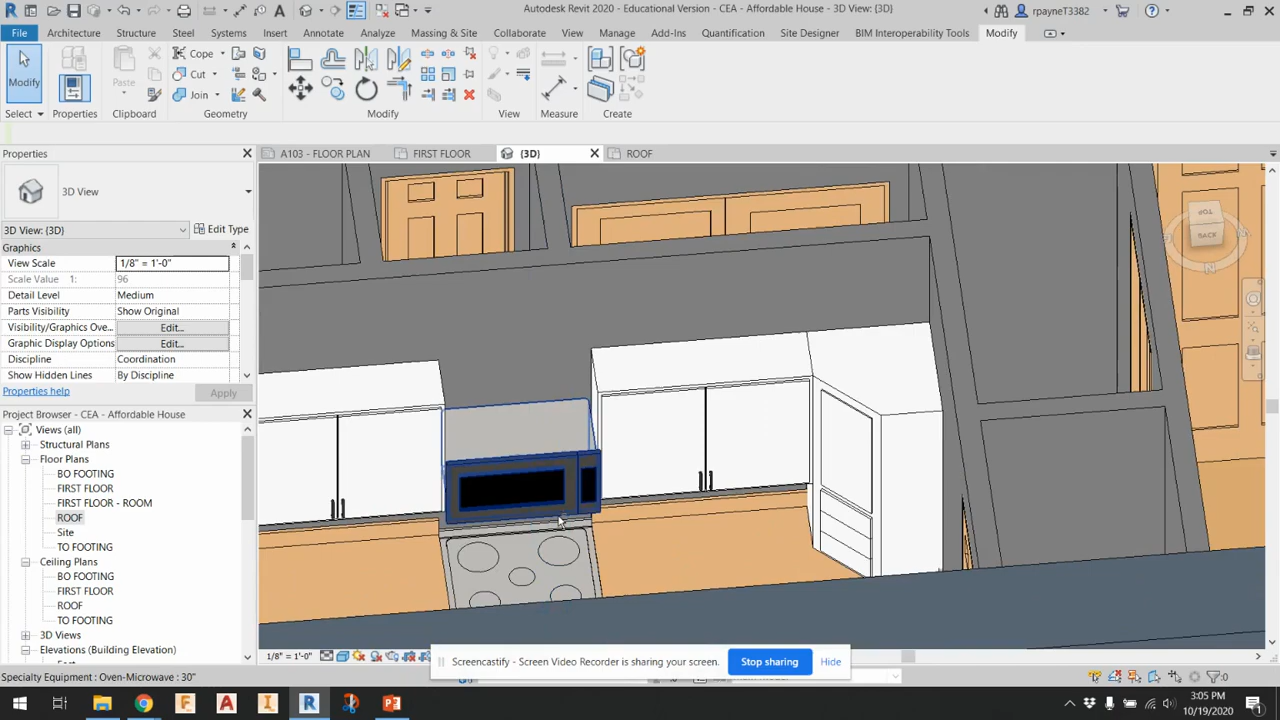 Autodesk Revit 2020 - Educational Version - CEA - Affordable House - 3D View: {3D}
rpayneT3382
File Architecture Structure Steel Systems Insert Annotate Analyze Massing & Site Collaborate View Manage Add-Ins Quantification Site Designer BIM Interoperability Tools Modify
Cope
Cut
Join
Modify
Paste
Select Properties Clipboard Geometry Modify View Measure Create
Properties
A103 - FLOOR PLAN FIRST FLOOR {3D} ROOF
3D View
3D View: {3D} Edit Type
Graphics
View Scale 1/8" = 1'-0"
Scale Value 1: 96
Detail Level Medium
Parts Visibility Show Original
Visibility/Graphics Ove... Edit...
Graphic Display Options Edit...
Discipline Coordination
Show Hidden Lines By Discipline
Properties help Apply
Project Browser - CEA - Affordable House
Views (all)
Structural Plans
Floor Plans
BO FOOTING
FIRST FLOOR
FIRST FLOOR - ROOM
ROOF
Site
TO FOOTING
Ceiling Plans
BO FOOTING
FIRST FLOOR
ROOF
TO FOOTING
3D Views
Elevations (Building Elevation)
TOP
BACK
N
1/8" = 1'-0"
Screencastify - Screen Video Recorder is sharing your screen. Stop sharing Hide
Specialty Equipment : Oven-Microwave : 30"
:0
3:05 PM
10/19/2020